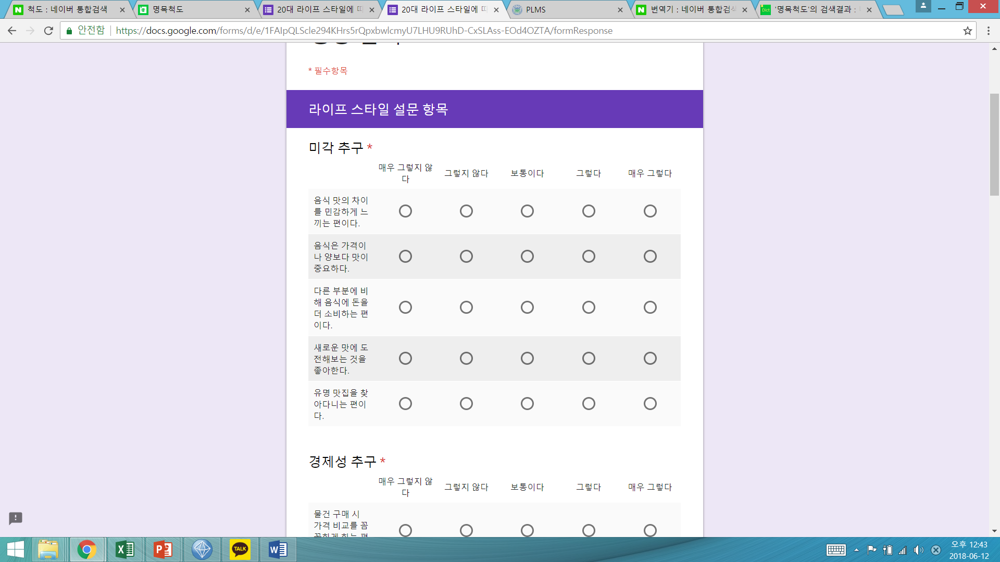 척도 : 네이버 통합검색
명목척도
20대 라이프 스타일에 따
20대 라이프 스타일에 따
PLMS
번역기 : 네이버 통합검색
Dict
'명목척도'의 검색결과 :
안전함
https://docs.google.com/forms/d/e/1FAIpQLScle294KHrs5rQpxbwlcmyU7LHU9RUhD-CxSLAss-EOd4OZTA/formResponse
* 필수항목
라이프 스타일 설문 항목
미각 추구 *
매우 그렇지 않
다
그렇지 않다
보통이다
그렇다
매우 그렇다
음식 맛의 차이
를 민감하게 느
끼는 편이다.
음식은 가격이
나 양보다 맛이
중요하다.
다른 부분에 비
해 음식에 돈을
더 소비하는 편
이다.
새로운 맛에 도
전해보는 것을
좋아한다.
유명 맛집을 찾
아다니는 편이
다.
경제성 추구 *
매우 그렇지 않
다
그렇지 않다
보통이다
그렇다
매우 그렇다
물건 구매 시
가격 비교를 꼼
꼼하게 하는 편
TALK
오후 12:43
2018-06-12